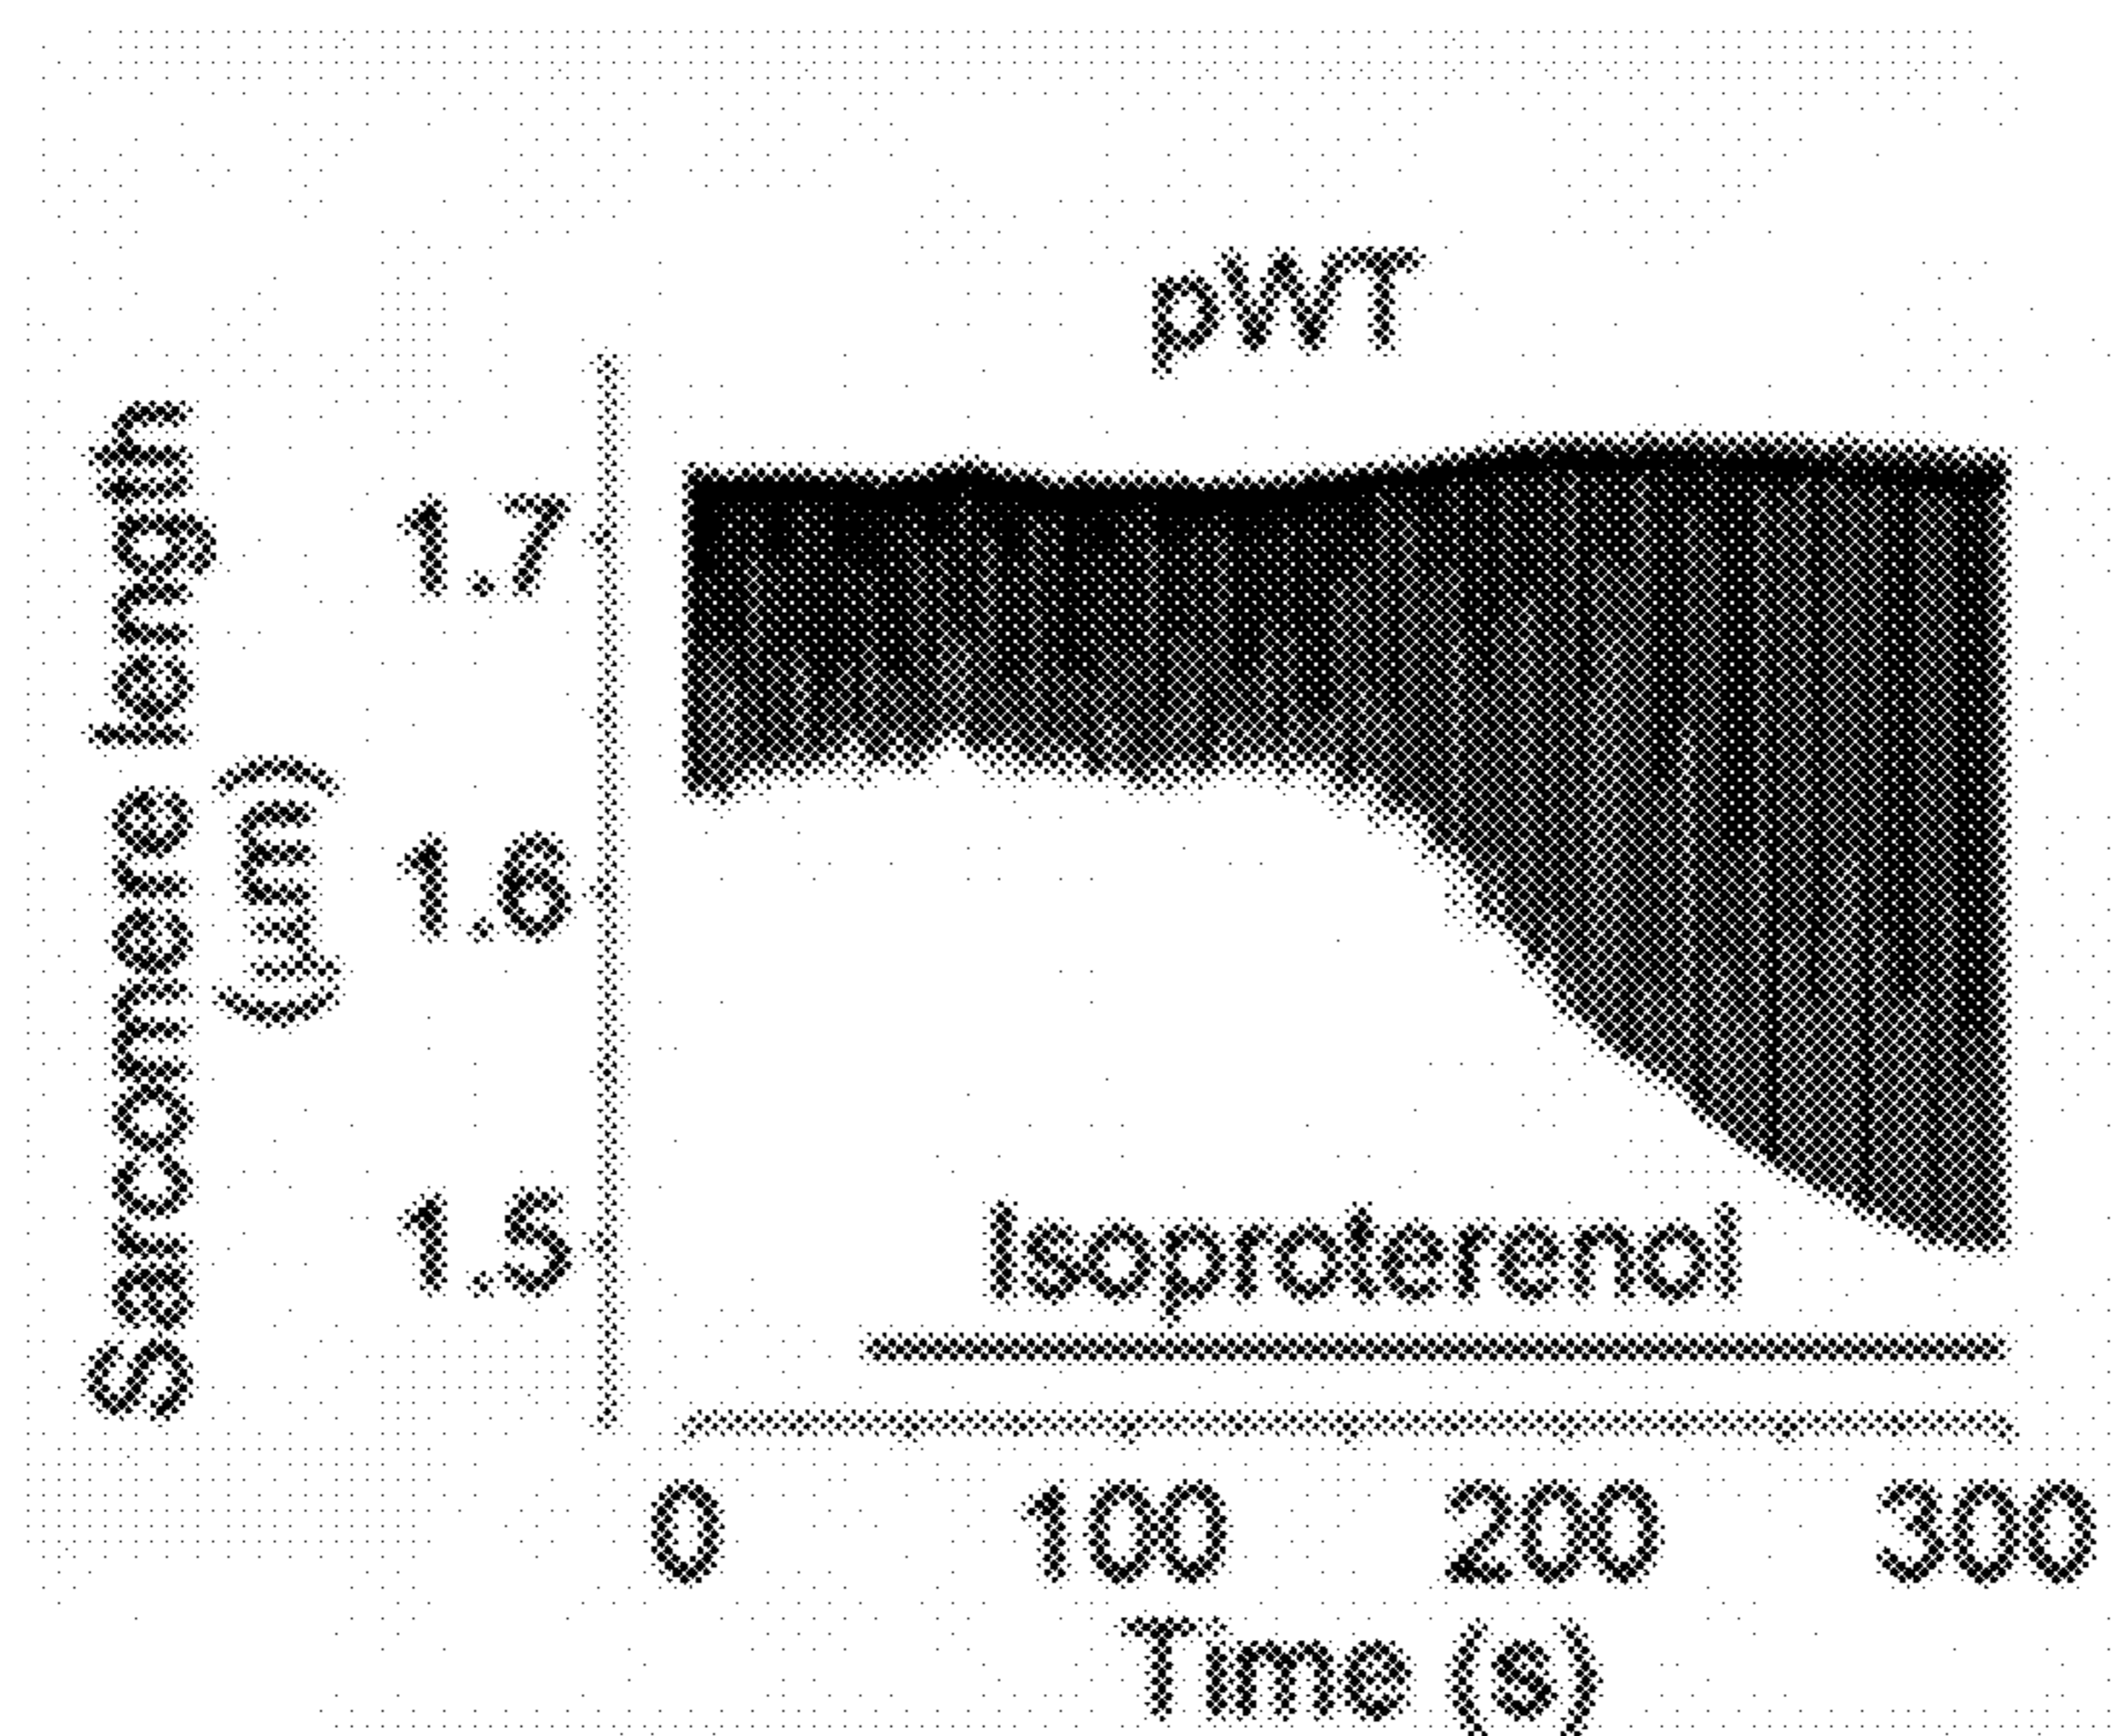 pWT
Sarcomere length
(μm)
1.7
1.6
1.5
Isoproterenol
0 100 200 300
Time (s)